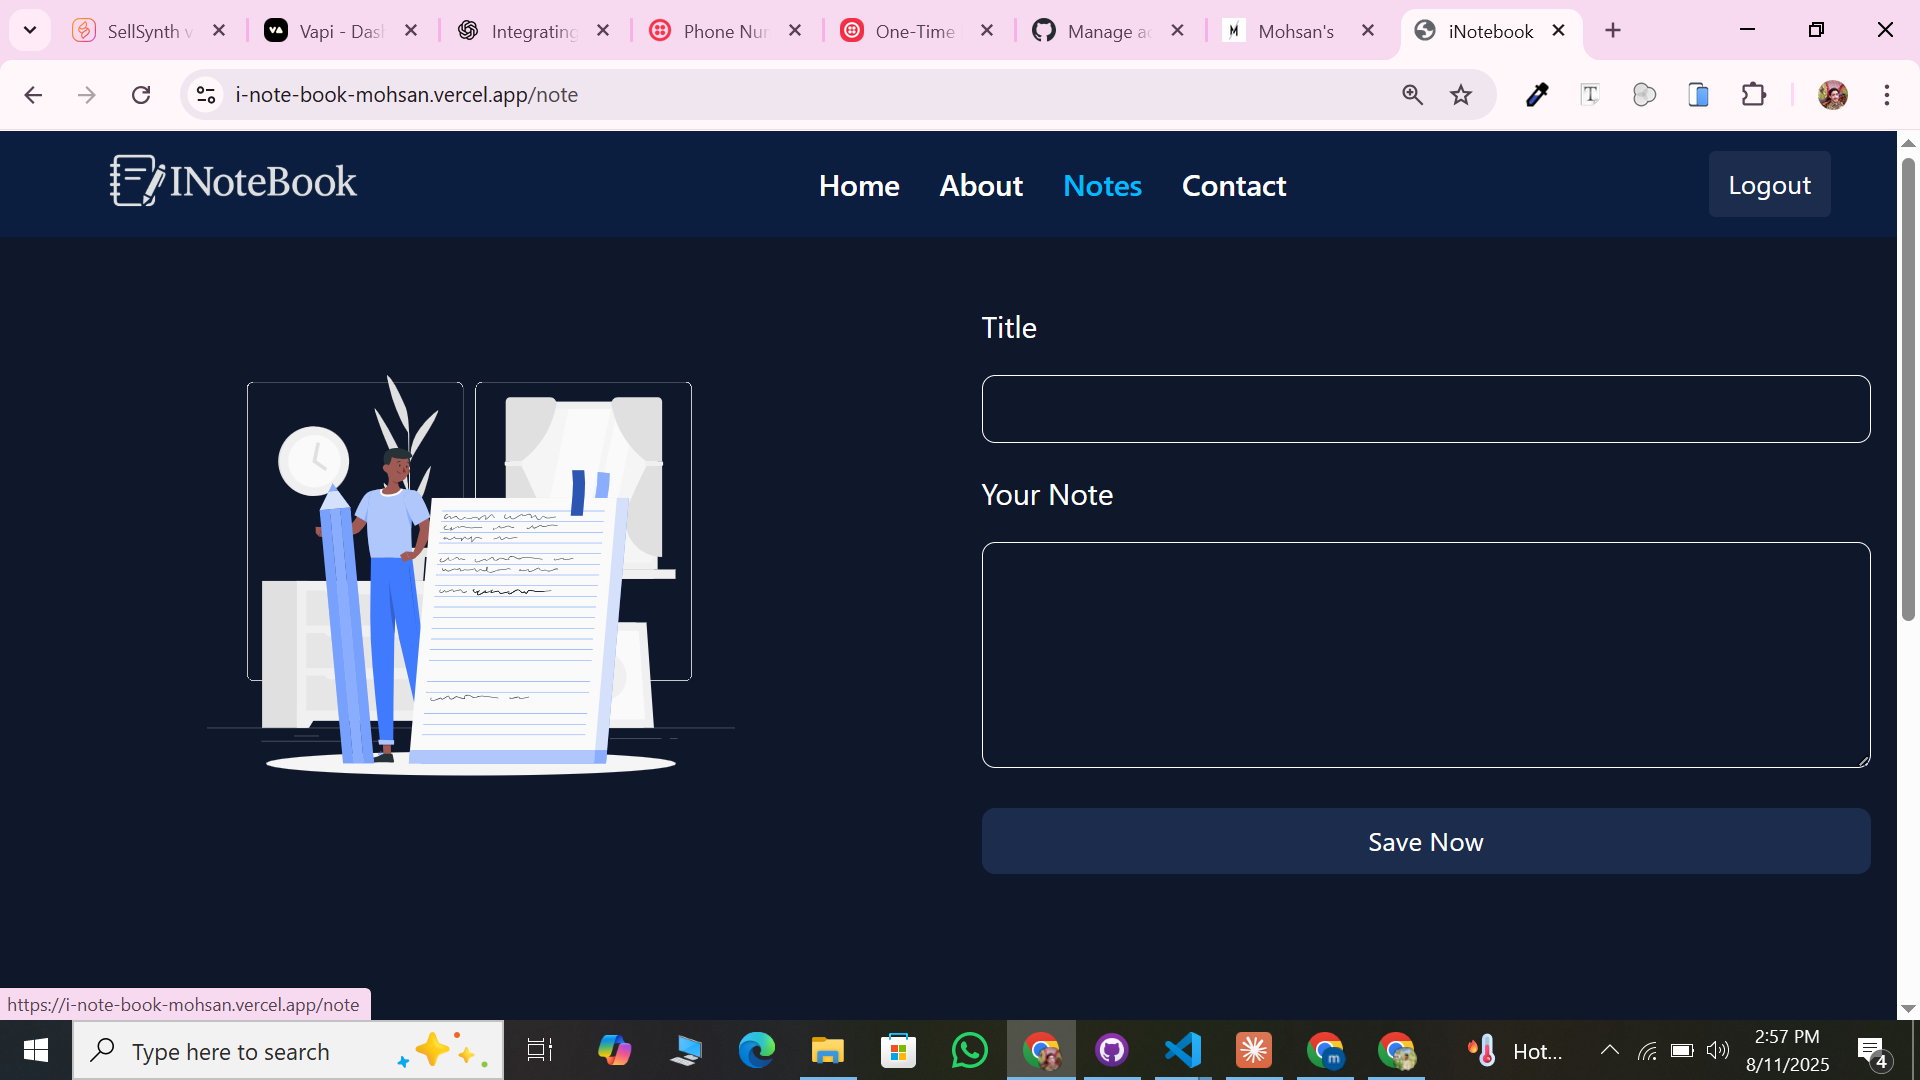 SellSynth v
Vapi - Das
Integrating
Phone Nur
One-Time
Manage ac
Mohsan's
iNotebook
i-note-book-mohsan.vercel.app/note
INoteBook
Home
About
Notes
Contact
Logout
Title
Your Note
Save Now
https://i-note-book-mohsan.vercel.app/note
Type here to search
Hot...
2:57 PM
8/11/2025
4